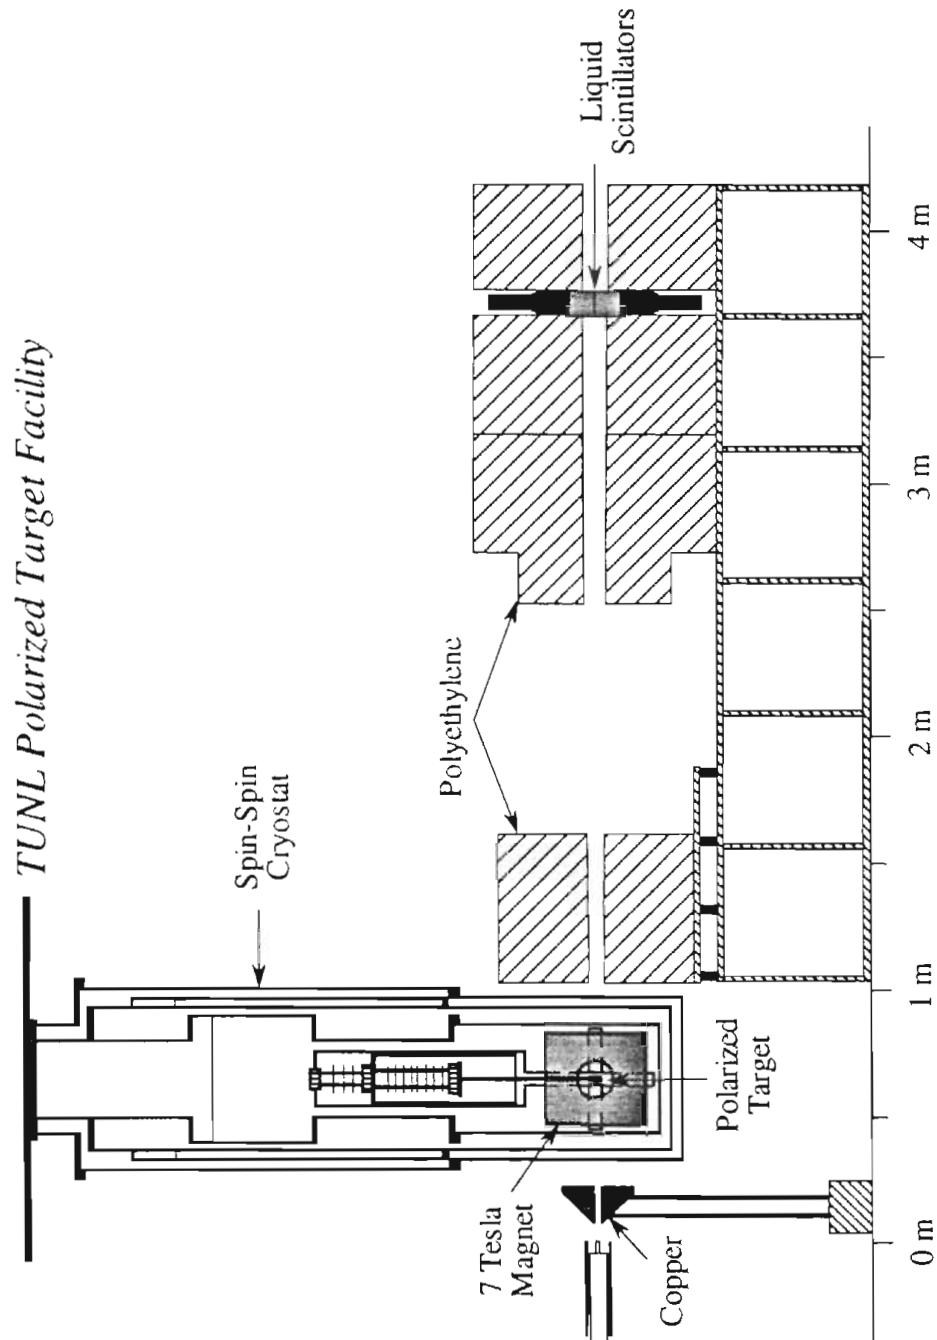 TUNL Polarized Target Facility
Spin-Spin
Cryostat
Polyethylene
Liquid
Scintillators
7 Tesla
Magnet
Copper
Polarized
Target
0 m
1 m
2 m
3 m
4 m